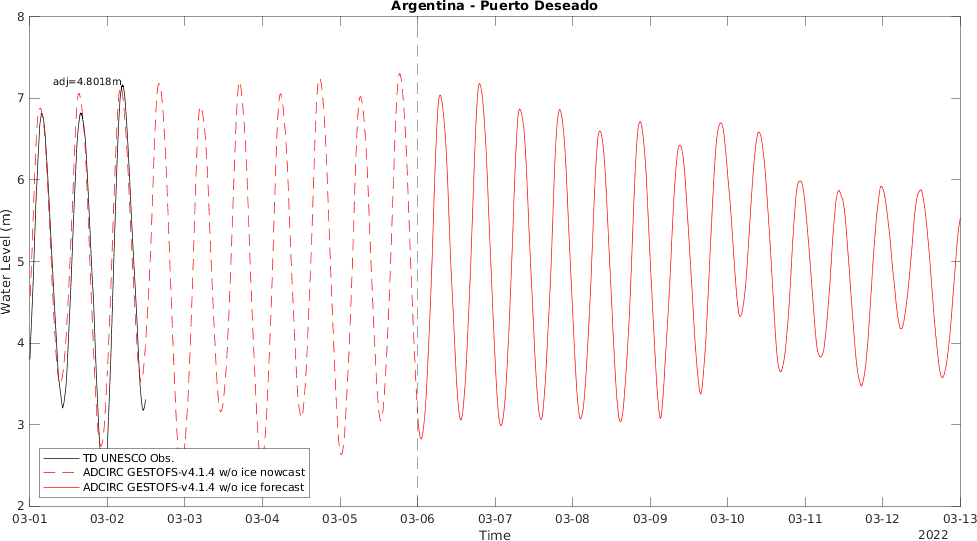 Argentina - Puerto Deseado
8
7
6
5
4
3
2
Water Level (m)
adj=4.8018m
TD UNESCO Obs.
ADCIRC GESTOFS-v4.1.4 w/o ice nowcast
ADCIRC GESTOFS-v4.1.4 w/o ice forecast
03-01 03-02 03-03 03-04 03-05 03-06 03-07 03-08 03-09 03-10 03-11 03-12 03-13
Time
2022